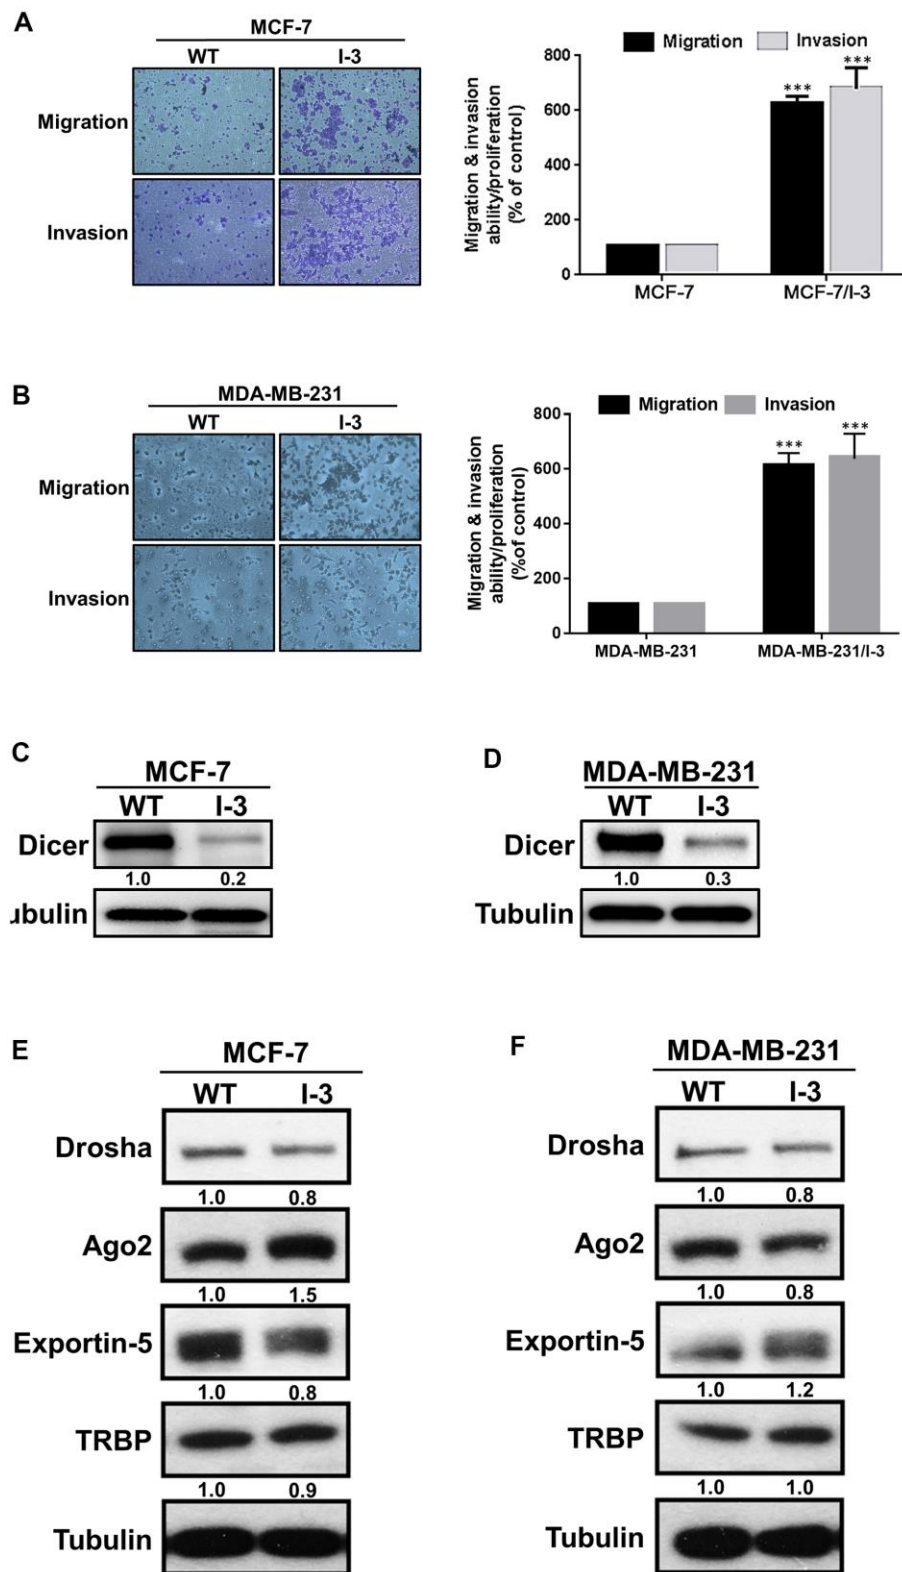 A
MCF-7
WT I-3
Migration
Invasion
Migration Invasion
Migration & invasion
ability/proliferation
(% of control)
800
600
400
200
0
*** ***
MCF-7 MCF-7/I-3
B
MDA-MB-231
WT I-3
Migration
Invasion
Migration Invasion
Migration & invasion
ability/proliferation
(%of control)
800
600
400
200
0
*** ***
MDA-MB-231 MDA-MB-231/I-3
C
MCF-7
WT I-3
Dicer
1.0 0.2
ubulin
D
MDA-MB-231
WT I-3
Dicer
1.0 0.3
Tubulin
E
MCF-7
WT I-3
Drosha
1.0 0.8
Ago2
1.0 1.5
Exportin-5
1.0 0.8
TRBP
1.0 0.9
Tubulin
F
MDA-MB-231
WT I-3
Drosha
1.0 0.8
Ago2
1.0 0.8
Exportin-5
1.0 1.2
TRBP
1.0 1.0
Tubulin